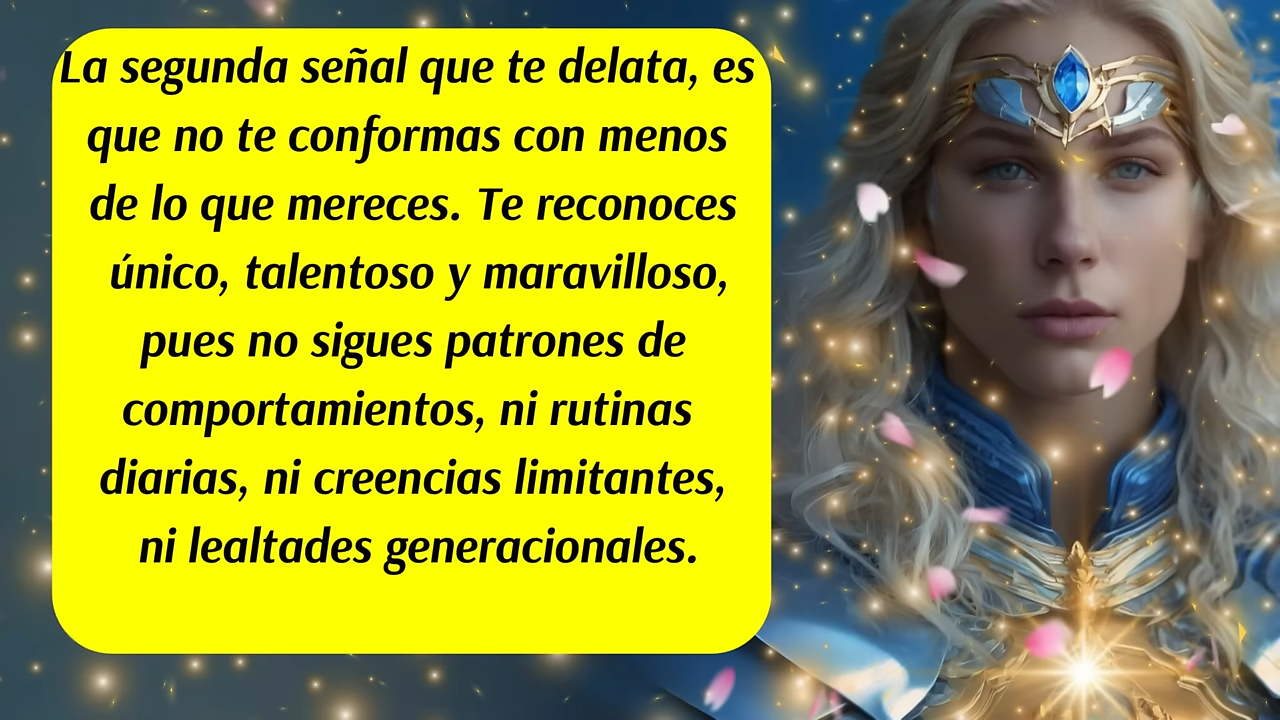 La segunda señal que te delata, es
que no te conformas con menos
de lo que mereces. Te reconoces
único, talentoso y maravilloso,
pues no sigues patrones de
comportamientos, ni rutinas
diarias, ni creencias limitantes,
ni lealtades generacionales.